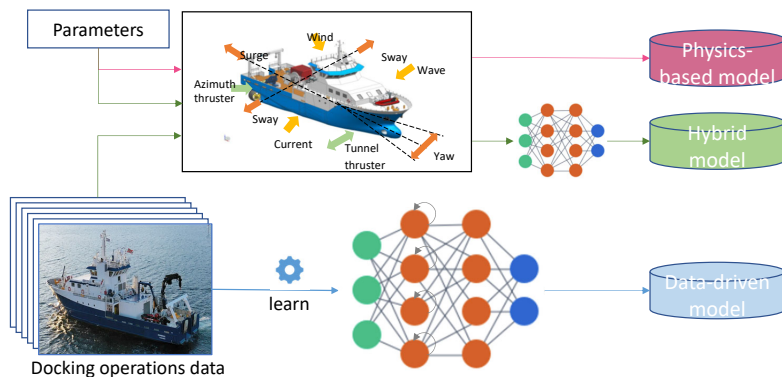 Parameters
Wind
Surge
Sway
Wave
Azimuth
thruster
Sway
Current
Tunnel
thruster
Yaw
Physics-
based model
Hybrid
model
learn
Data-driven
model
Docking operations data